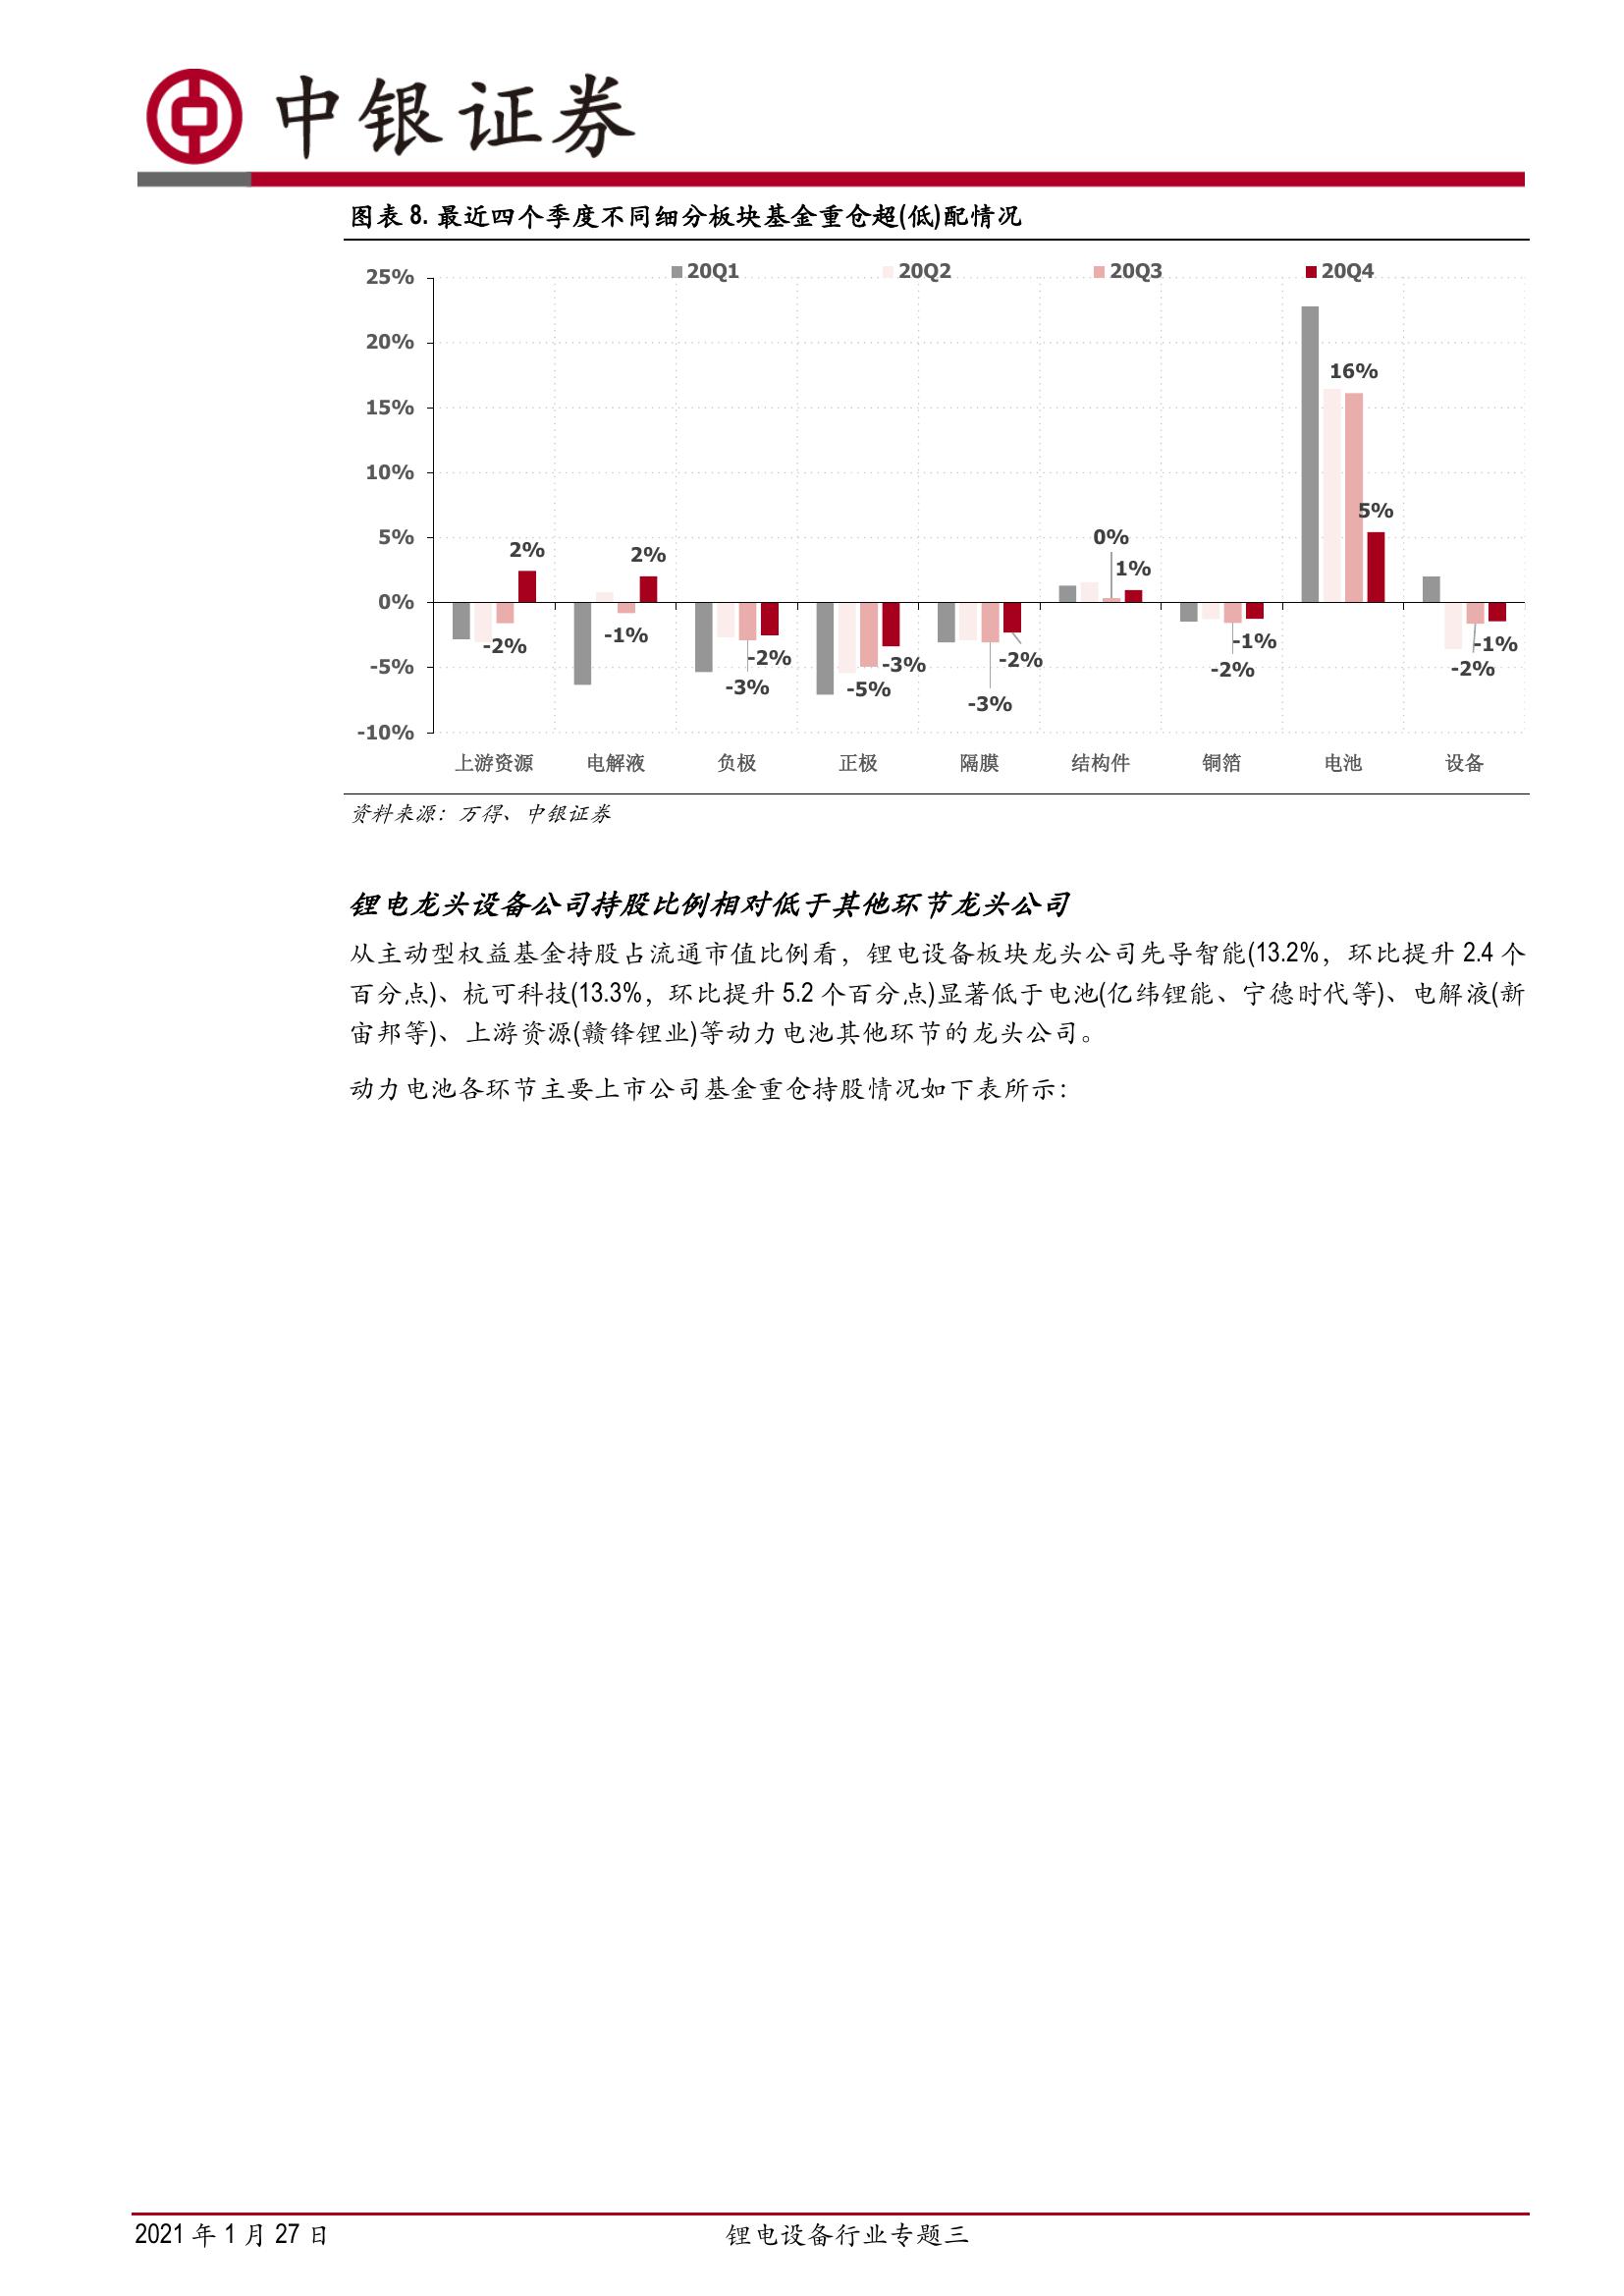 中银证券
图表 8. 最近四个季度不同细分板块基金重仓超(低)配情况
20Q1 20Q2 20Q3 20Q4
25%
20%
15%
10%
5%
0%
-5%
-10%
2%
-2%
2%
-1%
-2%
-3%
-3%
-5%
-2%
-3%
0%
1%
-1%
-2%
16%
5%
-1%
-2%
上游资源 电解液 负极 正极 隔膜 结构件 铜箔 电池 设备
资料来源：万得、中银证券
锂电龙头设备公司持股比例相对低于其他环节龙头公司
从主动型权益基金持股占流通市值比例看，锂电设备板块龙头公司先导智能(13.2%，环比提升 2.4 个
百分点)、杭可科技(13.3%，环比提升 5.2 个百分点)显著低于电池(亿纬锂能、宁德时代等)、电解液(新
宙邦等)、上游资源(赣锋锂业)等动力电池其他环节的龙头公司。
动力电池各环节主要上市公司基金重仓持股情况如下表所示：
2021 年 1 月 27 日 锂电设备行业专题三